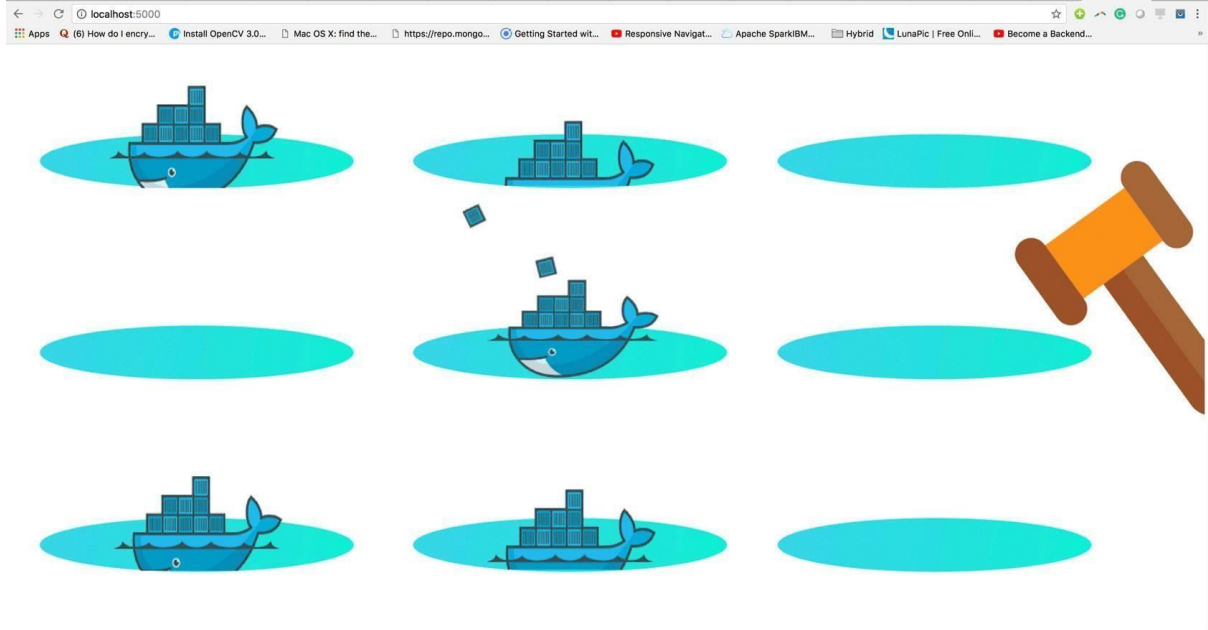 localhost:5000
Apps (6) How do I encry... Install OpenCV 3.0... Mac OS X: find the... https://repo.mongo... Getting Started wit... Responsive Navigat... Apache SparkIBM... Hybrid LunaPic | Free Onli... Become a Backend... »